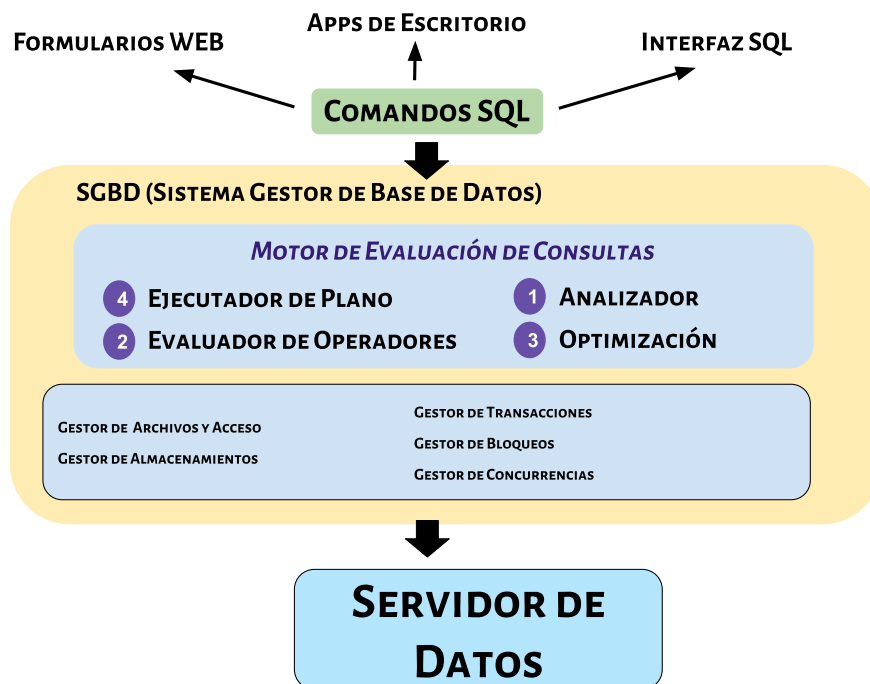 Formularios WEB
Apps de Escritorio
Interfaz SQL
Comandos SQL
SGBD (Sistema Gestor de Base de Datos)
Motor de Evaluación de Consultas
4 Ejecutador de Plano
1 Analizador
2 Evaluador de Operadores
3 Optimización
Gestor de Archivos y Acceso
Gestor de Almacenamientos
Gestor de Transacciones
Gestor de Bloqueos
Gestor de Concurrencias
Servidor de
Datos